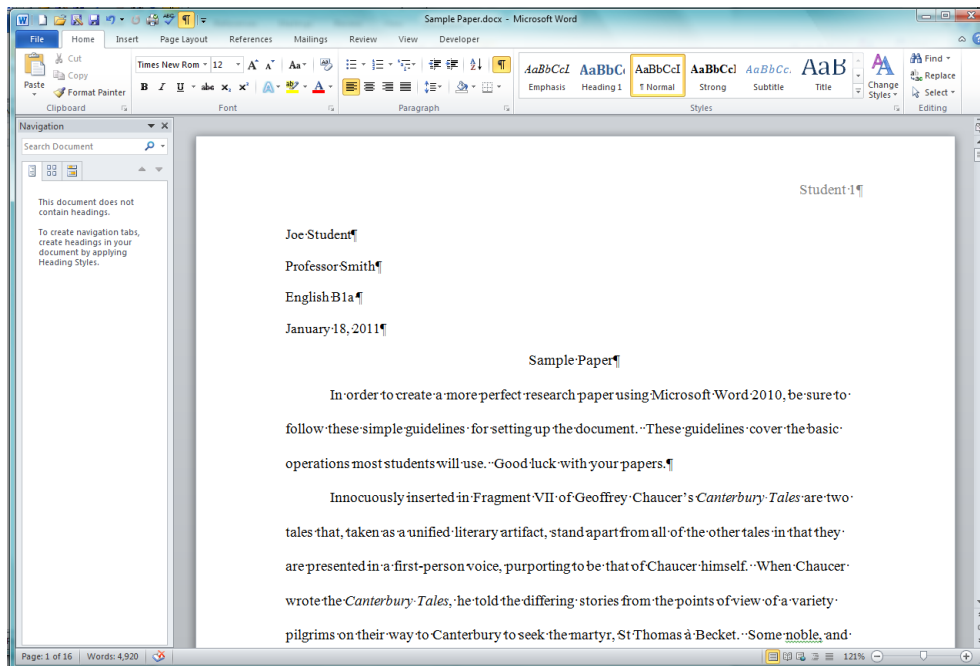 Sample Paper.docx - Microsoft Word
File Home Insert Page Layout References Mailings Review View Developer
Paste
Cut
Copy
Format Painter
Clipboard
Times New Rom 12
B I U abc x₂ x² A A
Font
Paragraph
AaBbCcL AaBbC AaBbCcI AaBbCcl AaBbCc. AaB
Emphasis Heading 1 ¶ Normal Strong Subtitle Title
Change Styles
Styles
Find
Replace
Select
Editing
Navigation
Search Document
This document does not
contain headings.
To create navigation tabs,
create headings in your
document by applying
Heading Styles.
Student·1¶
Joe·Student¶
Professor·Smith¶
English·B1a¶
January·18,·2011¶
Sample·Paper¶
In·order·to·create·a·more·perfect·research·paper·using·Microsoft·Word·2010,·be·sure·to·
follow·these·simple·guidelines·for·setting·up·the·document.··These·guidelines·cover·the·basic·
operations·most·students·will·use.··Good·luck·with·your·papers.¶
Innocuously·inserted·in·Fragment·VII·of·Geoffrey·Chaucer's·Canterbury·Tales·are·two·
tales·that,·taken·as·a·unified·literary·artifact,·stand·apart·from·all·of·the·other·tales·in·that·they·
are·presented·in·a·first-person·voice,·purporting·to·be·that·of·Chaucer·himself.··When·Chaucer·
wrote·the·Canterbury·Tales,·he·told·the·differing·stories·from·the·points·of·view·of·a·variety·
pilgrims·on·their·way·to·Canterbury·to·seek·the·martyr,·St·Thomas·à·Becket.··Some·noble,·and·
Page: 1 of 16 Words: 4,920 121%